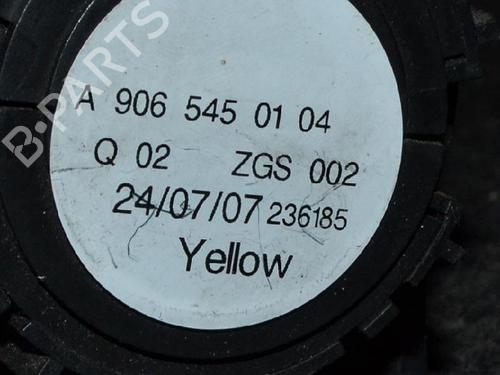 B-PARTS
A 906 545 01 04
Q 02 ZGS 002
24/07/07 236185
Yellow